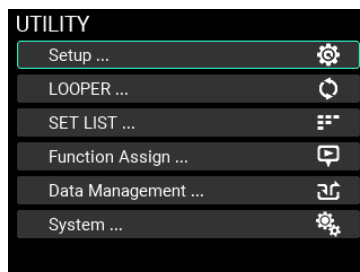 UTILITY
Setup ...
LOOPER ...
SET LIST ...
Function Assign ...
Data Management ...
System ...